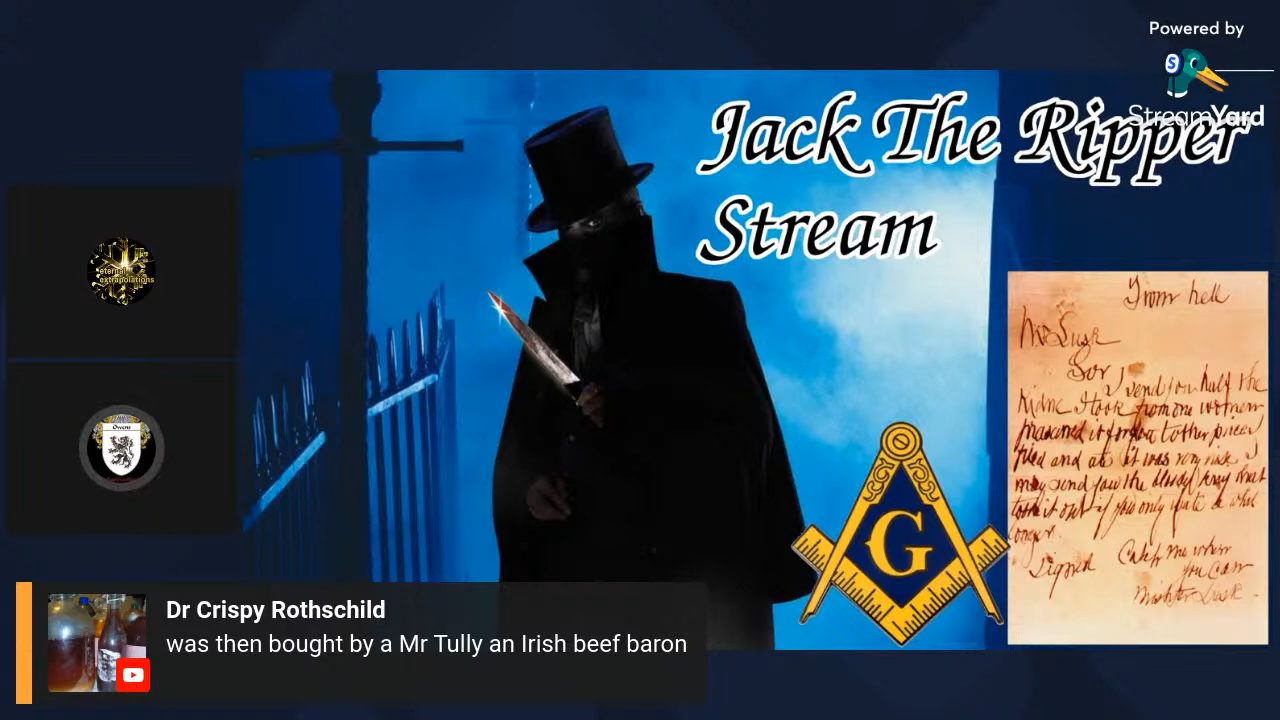 Powered by
StreamYard
Jack The Ripper
Stream
eternal
extrapolations
Owens
From hell
Mr Lusk
Sor
I send you half the
Kidne I took from one women
prasarved it for you tother piece I
fried and ate it was very nise I
may send you the bloody knif that
took it out if you only wate a whil
longer.
Signed
Catch me when
you Can
Mishter Lusk.
G
Dr Crispy Rothschild
was then bought by a Mr Tully an Irish beef baron